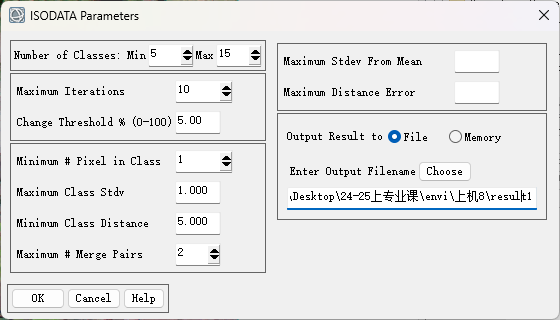 ISODATA Parameters
Number of Classes: Min 5 Max 15
Maximum Iterations 10
Change Threshold % (0-100) 5.00
Minimum # Pixel in Class 1
Maximum Class Stdv 1.000
Minimum Class Distance 5.000
Maximum # Merge Pairs 2
Maximum Stdev From Mean
Maximum Distance Error
Output Result to File Memory
Enter Output Filename Choose
\Desktop\24-25上专业课\envi\上机8\result1
OK Cancel Help